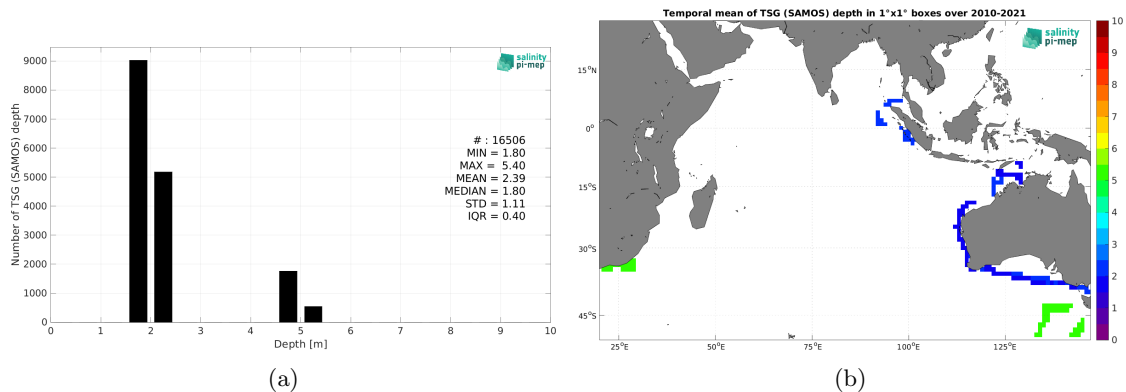 salinity
pi-mep
Number of TSG (SAMOS) depth
9000
8000
7000
6000
5000
4000
3000
2000
1000
0
# : 16506
MIN = 1.80
MAX = 5.40
MEAN = 2.39
MEDIAN = 1.80
STD = 1.11
IQR = 0.40
0 1 2 3 4 5 6 7 8 9 10
Depth [m]
(a)
Temporal mean of TSG (SAMOS) depth in 1°x1° boxes over 2010-2021
salinity
pi-mep
15°N
0°
15°S
30°S
45°S
25°E 50°E 75°E 100°E 125°E
10
9
8
7
6
5
4
3
2
1
0
(b)